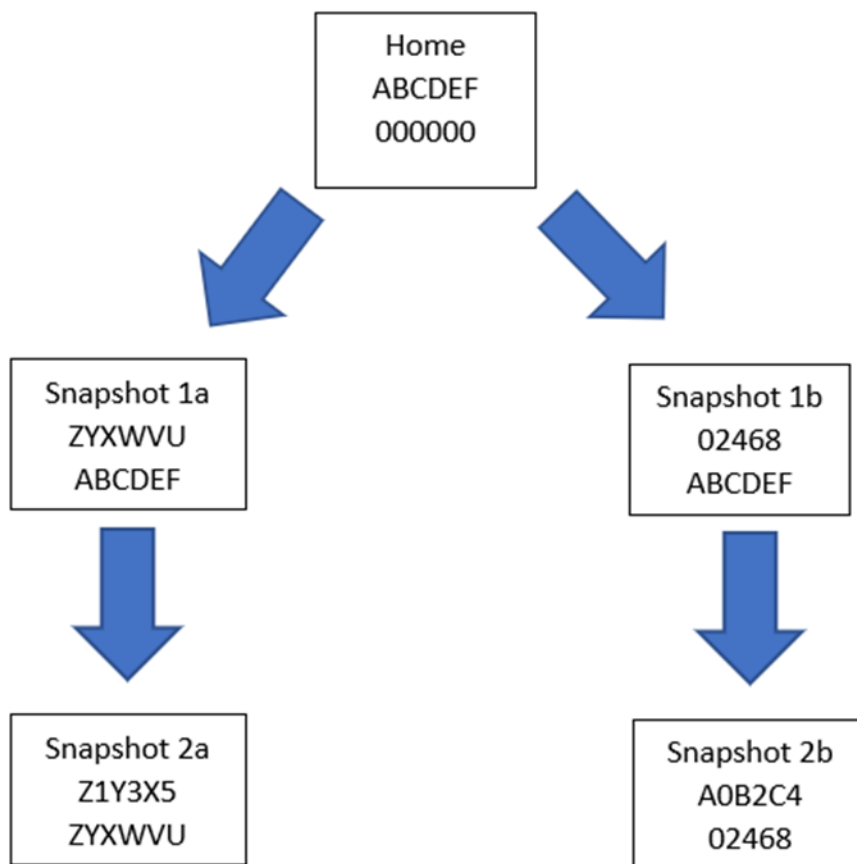 Home
ABCDEF
000000
Snapshot 1a
ZYXWVU
ABCDEF
Snapshot 1b
02468
ABCDEF
Snapshot 2a
Z1Y3X5
ZYXWVU
Snapshot 2b
A0B2C4
02468